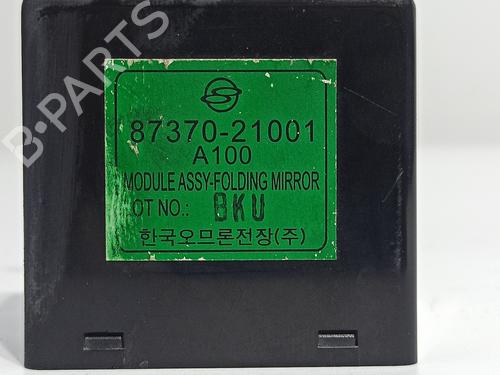 B-PARTS
87370-21001
A100
MODULE ASSY-FOLDING MIRROR
OT NO.: BKU
한국오므론전장(주)